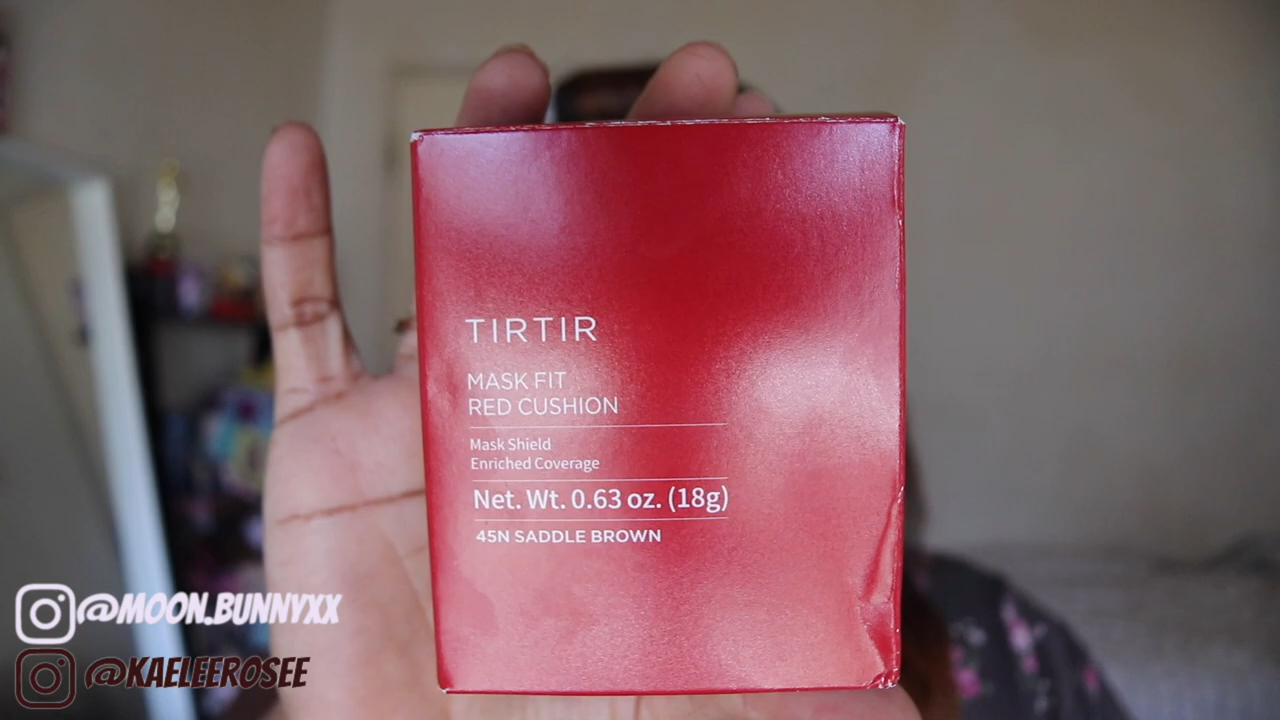 TIRTIR
MASK FIT
RED CUSHION
Mask Shield
Enriched Coverage
Net. Wt. 0.63 oz. (18g)
45N SADDLE BROWN
@MOON.BUNNYXX
@KAELEEROSEE